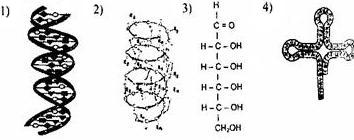 1) 2) 3) 4)
H
C=O
H-C-OH
H-C-OH
H-C-OH
H-C-OH
CH₂OH